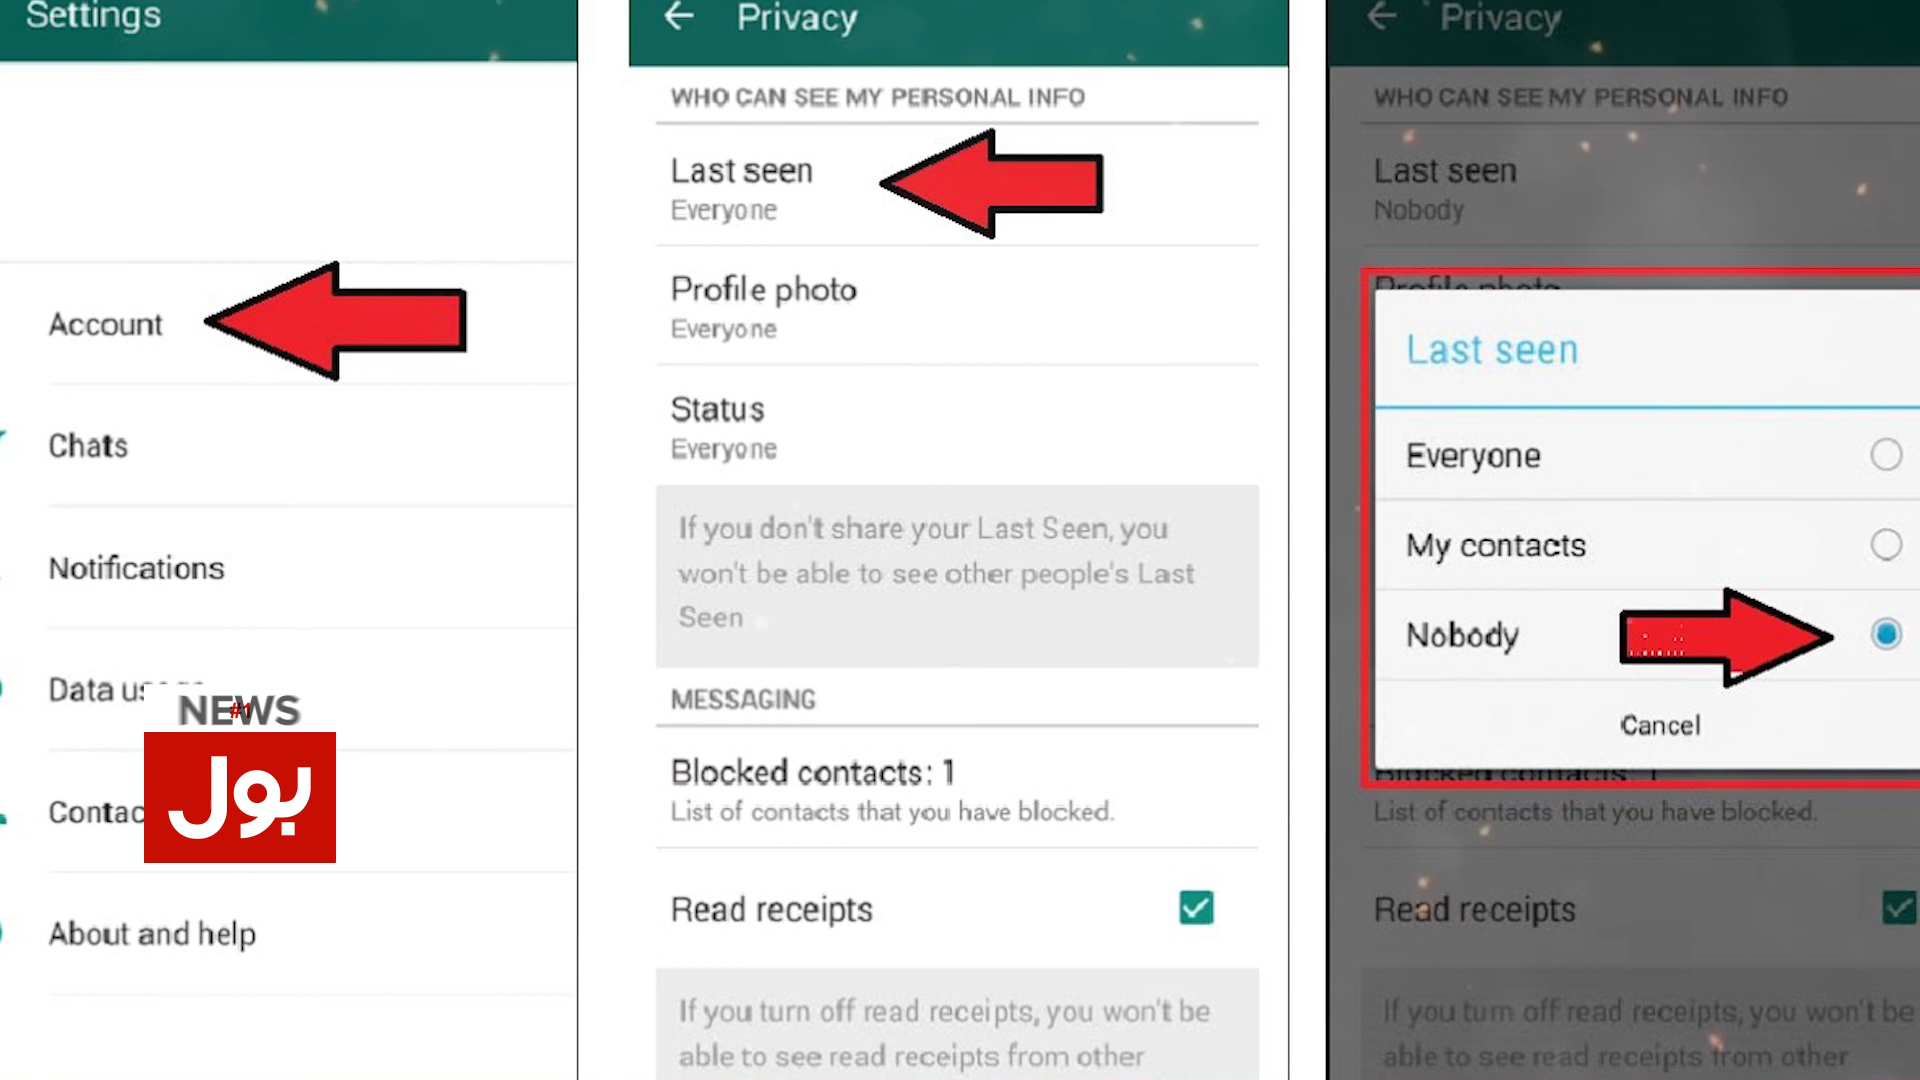 Settings
Account
Chats
Notifications
Data
NEWS
#1
بول
Contac
About and help
Privacy
WHO CAN SEE MY PERSONAL INFO
Last seen
Everyone
Profile photo
Everyone
Status
Everyone
If you don't share your Last Seen, you
won't be able to see other people's Last
Seen
MESSAGING
Blocked contacts: 1
List of contacts that you have blocked.
Read receipts
If you turn off read receipts, you won't be
able to see read receipts from other
Privacy
WHO CAN SEE MY PERSONAL INFO
Last seen
Nobody
Profile photo
Last seen
Everyone
My contacts
Nobody
Cancel
Blocked contacts: 1
List of contacts that you have blocked.
Read receipts
If you turn off read receipts, you won't be
able to see read receipts from other